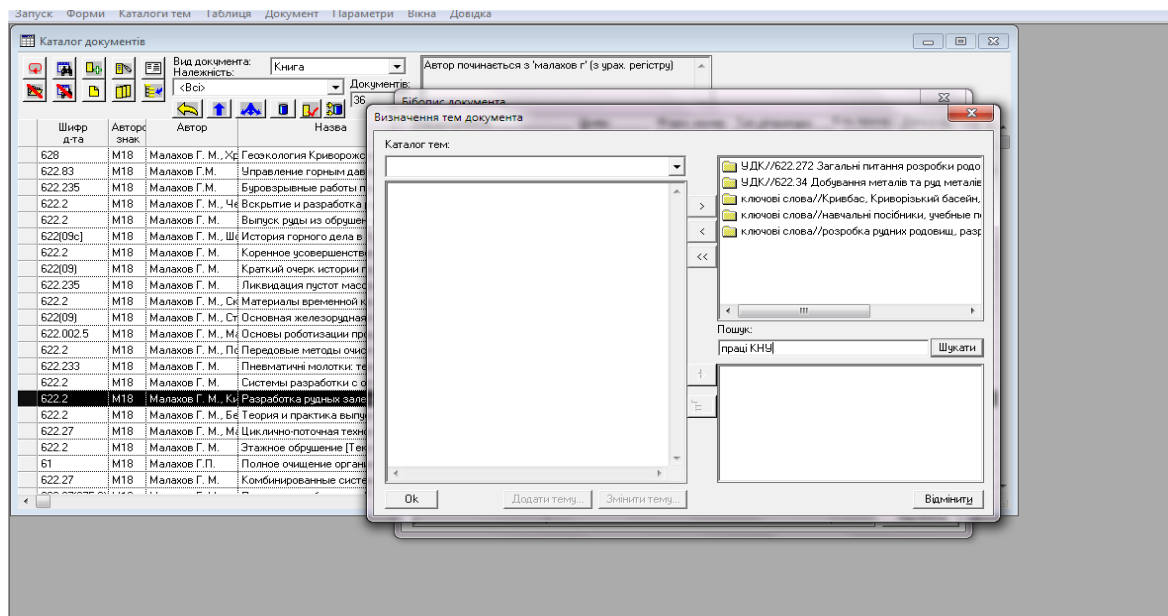 Запуск Форми Каталоги тем Таблиця Документ Параметри Вікна Довідка
Каталог документів
Вид документа:
Належність:
Книга
<Всі>
Документів:
36
Автор починається з 'малахов г' (з урах. регістру)
Бібопис документа
Визначення тем документа
Каталог тем:
УДК//622.272 Загальні питання розробки родо
УДК//622.34 Добування металів та руд металів
ключові слова//Кривбас, Криворізький басейн,
ключові слова//навчальні посібники, учебные п
ключові слова//розробка рудних родовищ, разр
>
<
<<
Пошук:
праці КНУ
Шукати
Ok
Додати тему...
Змінити тему...
Відмінити
Шифр д-та Авторс знак Автор Назва
628 М18 Малахов Г. М., Хр Геоэкология Криворожс
622.83 М18 Малахов Г.М. Управление горным дав
622.235 М18 Малахов Г.М. Буровзрывные работы п
622.2 М18 Малахов Г. М., Че Вскрытие и разработка
622.2 М18 Малахов Г. М. Выпуск руды из обрушен
622(09с) М18 Малахов Г. М., Ше История горного дела в
622.2 М18 Малахов Г. М. Коренное усовершенств
622(09) М18 Малахов Г. М. Краткий очерк истории г
622.235 М18 Малахов Г. М. Ликвидация пустот масс
622.2 М18 Малахов Г. М., Ск Материалы временной к
622(09) М18 Малахов Г. М., Ст Основная железорудная
622.002.5 М18 Малахов Г. М., Ма Основы роботизации про
622.2 М18 Малахов Г. М., По Передовые методы очис
622.233 М18 Малахов Г. М. Пневматичні молотки: те
622.2 М18 Малахов Г. М. Системы разработки с о
622.2 М18 Малахов Г. М., Ки Разработка рудных зале
622.2 М18 Малахов Г. М., Бе Теория и практика выпу
622.27 М18 Малахов Г. М., Ма Циклично-поточная техн
622.2 М18 Малахов Г. М. Этажное обрушение [Тек
61 М18 Малахов Г.П. Полное очищение органи
622.27 М18 Малахов Г. М. Комбинированные систе